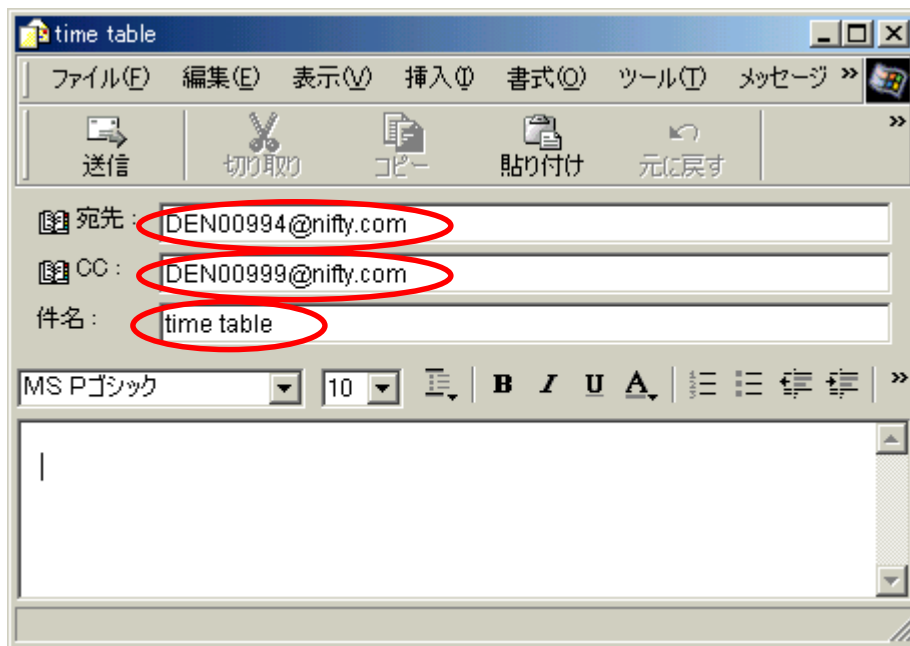 time table
ファイル(F) 編集(E) 表示(V) 挿入(I) 書式(O) ツール(T) メッセージ »
送信 切り取り コピー 貼り付け 元に戻す »
宛先: DEN00994@nifty.com
CC: DEN00999@nifty.com
件名: time table
MS Pゴシック 10 B I U A »